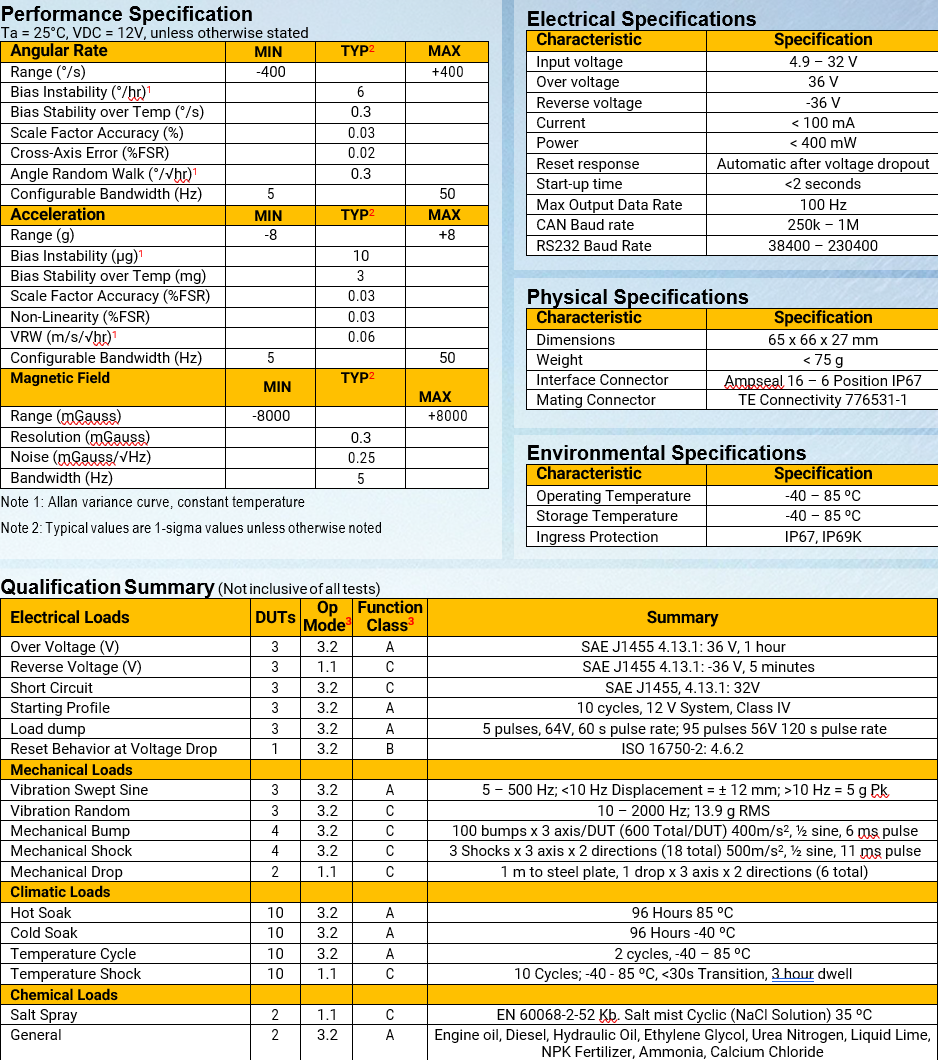 Performance Specification
Ta = 25°C, VDC = 12V, unless otherwise stated
Angular Rate MIN TYP² MAX
Range (°/s) -400 +400
Bias Instability (°/hr)¹ 6
Bias Stability over Temp (°/s) 0.3
Scale Factor Accuracy (%) 0.03
Cross-Axis Error (%FSR) 0.02
Angle Random Walk (°/√hr)¹ 0.3
Configurable Bandwidth (Hz) 5 50
Acceleration MIN TYP² MAX
Range (g) -8 +8
Bias Instability (µg)¹ 10
Bias Stability over Temp (mg) 3
Scale Factor Accuracy (%FSR) 0.03
Non-Linearity (%FSR) 0.03
VRW (m/s/√hr)¹ 0.06
Configurable Bandwidth (Hz) 5 50
Magnetic Field MIN TYP² MAX
Range (mGauss) -8000 +8000
Resolution (mGauss) 0.3
Noise (mGauss/√Hz) 0.25
Bandwidth (Hz) 5
Note 1: Allan variance curve, constant temperature
Note 2: Typical values are 1-sigma values unless otherwise noted
Electrical Specifications
Characteristic Specification
Input voltage 4.9 – 32 V
Over voltage 36 V
Reverse voltage -36 V
Current < 100 mA
Power < 400 mW
Reset response Automatic after voltage dropout
Start-up time <2 seconds
Max Output Data Rate 100 Hz
CAN Baud rate 250k – 1M
RS232 Baud Rate 38400 – 230400
Physical Specifications
Characteristic Specification
Dimensions 65 x 66 x 27 mm
Weight < 75 g
Interface Connector Ampseal 16 – 6 Position IP67
Mating Connector TE Connectivity 776531-1
Environmental Specifications
Characteristic Specification
Operating Temperature -40 – 85 ºC
Storage Temperature -40 – 85 ºC
Ingress Protection IP67, IP69K
Qualification Summary (Not inclusive of all tests)
Electrical Loads DUTs Op Mode³ Function Class³ Summary
Over Voltage (V) 3 3.2 A SAE J1455 4.13.1: 36 V, 1 hour
Reverse Voltage (V) 3 1.1 C SAE J1455 4.13.1: -36 V, 5 minutes
Short Circuit 3 3.2 C SAE J1455, 4.13.1: 32V
Starting Profile 3 3.2 A 10 cycles, 12 V System, Class IV
Load dump 3 3.2 A 5 pulses, 64V, 60 s pulse rate; 95 pulses 56V 120 s pulse rate
Reset Behavior at Voltage Drop 1 3.2 B ISO 16750-2: 4.6.2
Mechanical Loads
Vibration Swept Sine 3 3.2 A 5 – 500 Hz; <10 Hz Displacement = ± 12 mm; >10 Hz = 5 g Pk
Vibration Random 3 3.2 C 10 – 2000 Hz; 13.9 g RMS
Mechanical Bump 4 3.2 C 100 bumps x 3 axis/DUT (600 Total/DUT) 400m/s², ½ sine, 6 ms pulse
Mechanical Shock 4 3.2 C 3 Shocks x 3 axis x 2 directions (18 total) 500m/s², ½ sine, 11 ms pulse
Mechanical Drop 2 1.1 C 1 m to steel plate, 1 drop x 3 axis x 2 directions (6 total)
Climatic Loads
Hot Soak 10 3.2 A 96 Hours 85 ºC
Cold Soak 10 3.2 A 96 Hours -40 ºC
Temperature Cycle 10 3.2 A 2 cycles, -40 – 85 ºC
Temperature Shock 10 1.1 C 10 Cycles; -40 - 85 ºC, <30s Transition, 3 hour dwell
Chemical Loads
Salt Spray 2 1.1 C EN 60068-2-52 Kb. Salt mist Cyclic (NaCl Solution) 35 ºC
General 2 3.2 A Engine oil, Diesel, Hydraulic Oil, Ethylene Glycol, Urea Nitrogen, Liquid Lime,
NPK Fertilizer, Ammonia, Calcium Chloride